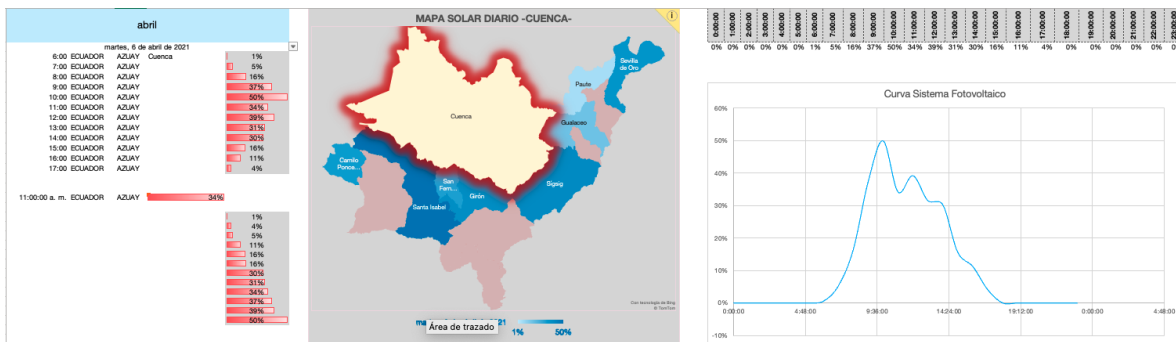 abril
martes, 6 de abril de 2021
6:00 ECUADOR AZUAY Cuenca 1%
7:00 ECUADOR AZUAY 5%
8:00 ECUADOR AZUAY 16%
9:00 ECUADOR AZUAY 37%
10:00 ECUADOR AZUAY 50%
11:00 ECUADOR AZUAY 34%
12:00 ECUADOR AZUAY 39%
13:00 ECUADOR AZUAY 31%
14:00 ECUADOR AZUAY 30%
15:00 ECUADOR AZUAY 16%
16:00 ECUADOR AZUAY 11%
17:00 ECUADOR AZUAY 4%
11:00:00 a. m. ECUADOR AZUAY 34%
1%
4%
5%
11%
16%
16%
30%
31%
34%
37%
39%
50%
MAPA SOLAR DIARIO -CUENCA-
Sevilla
de Oro
Paute
Cuenca
Gualaceo
Camilo
Ponce...
San
Fern...
Sigsig
Girón
Santa Isabel
Con tecnología de Bing
© TomTom
2021
Área de trazado
1% 50%
0:00:00 1:00:00 2:00:00 3:00:00 4:00:00 5:00:00 6:00:00 7:00:00 8:00:00 9:00:00 10:00:00 11:00:00 12:00:00 13:00:00 14:00:00 15:00:00 16:00:00 17:00:00 18:00:00 19:00:00 20:00:00 21:00:00 22:00:00 23:00:00
0% 0% 0% 0% 0% 0% 1% 5% 16% 37% 50% 34% 39% 31% 30% 16% 11% 4% 0% 0% 0% 0% 0% 0%
Curva Sistema Fotovoltaico
60%
50%
40%
30%
20%
10%
0%
-10%
0:00:00 4:48:00 9:36:00 14:24:00 19:12:00 0:00:00 4:48:00